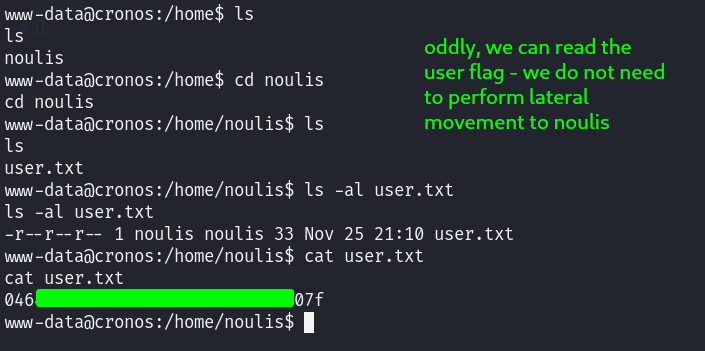 www-data@cronos:/home$ ls
ls
noulis
www-data@cronos:/home$ cd noulis
cd noulis
www-data@cronos:/home/noulis$ ls
ls
user.txt
www-data@cronos:/home/noulis$ ls -al user.txt
ls -al user.txt
-r--r--r-- 1 noulis noulis 33 Nov 25 21:10 user.txt
www-data@cronos:/home/noulis$ cat user.txt
cat user.txt
046 07f
www-data@cronos:/home/noulis$
oddly, we can read the
user flag - we do not need
to perform lateral
movement to noulis